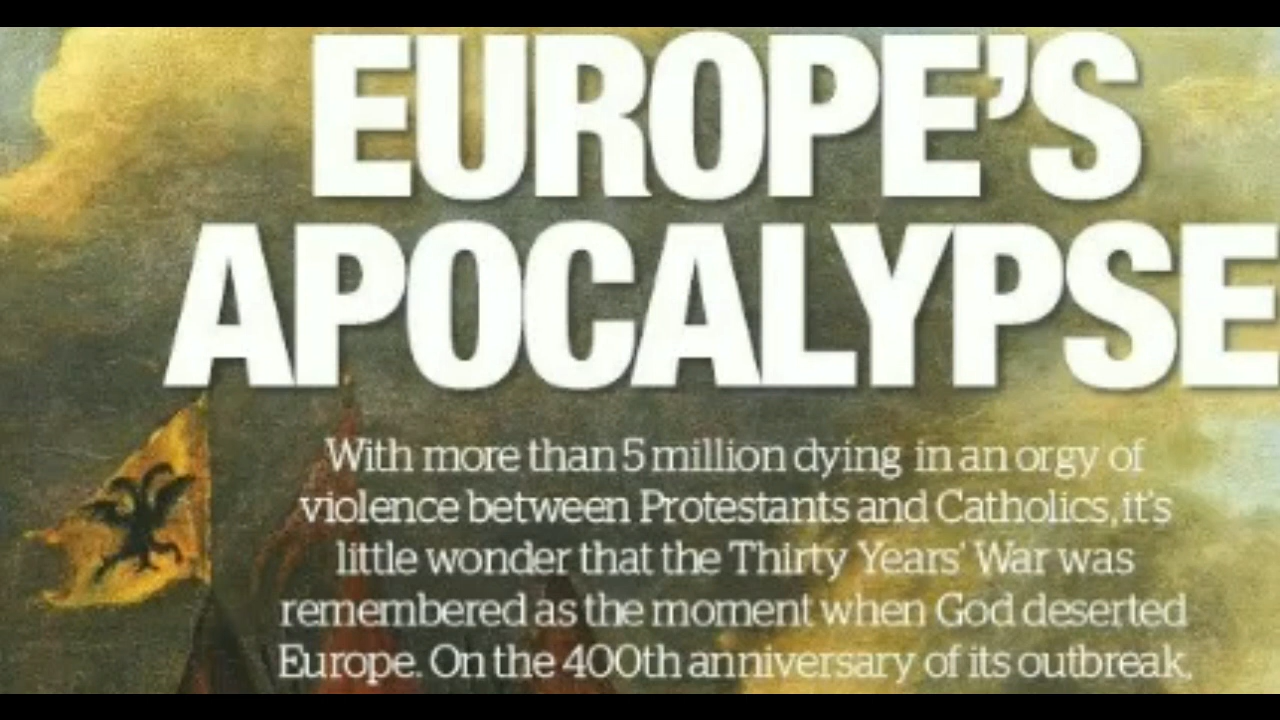 EUROPE'S
APOCALYPSE
With more than 5 million dying in an orgy of
violence between Protestants and Catholics, it's
little wonder that the Thirty Years' War was
remembered as the moment when God deserted
Europe. On the 400th anniversary of its outbreak,